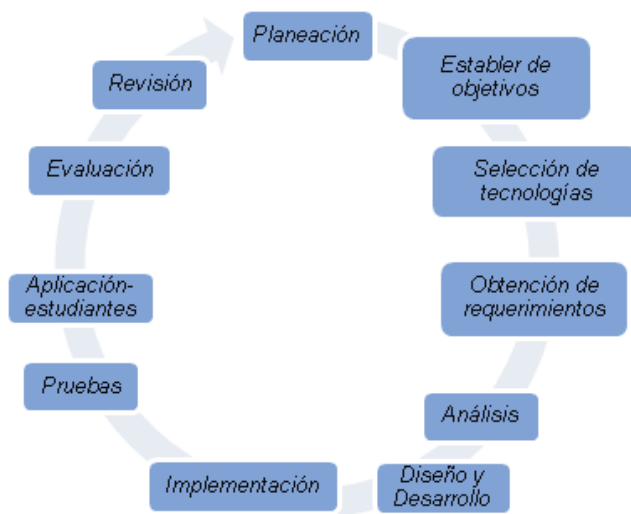 Planeación
Establer de
objetivos
Selección de
tecnologías
Obtención de
requerimientos
Análisis
Diseño y
Desarrollo
Implementación
Pruebas
Aplicación-
estudiantes
Evaluación
Revisión